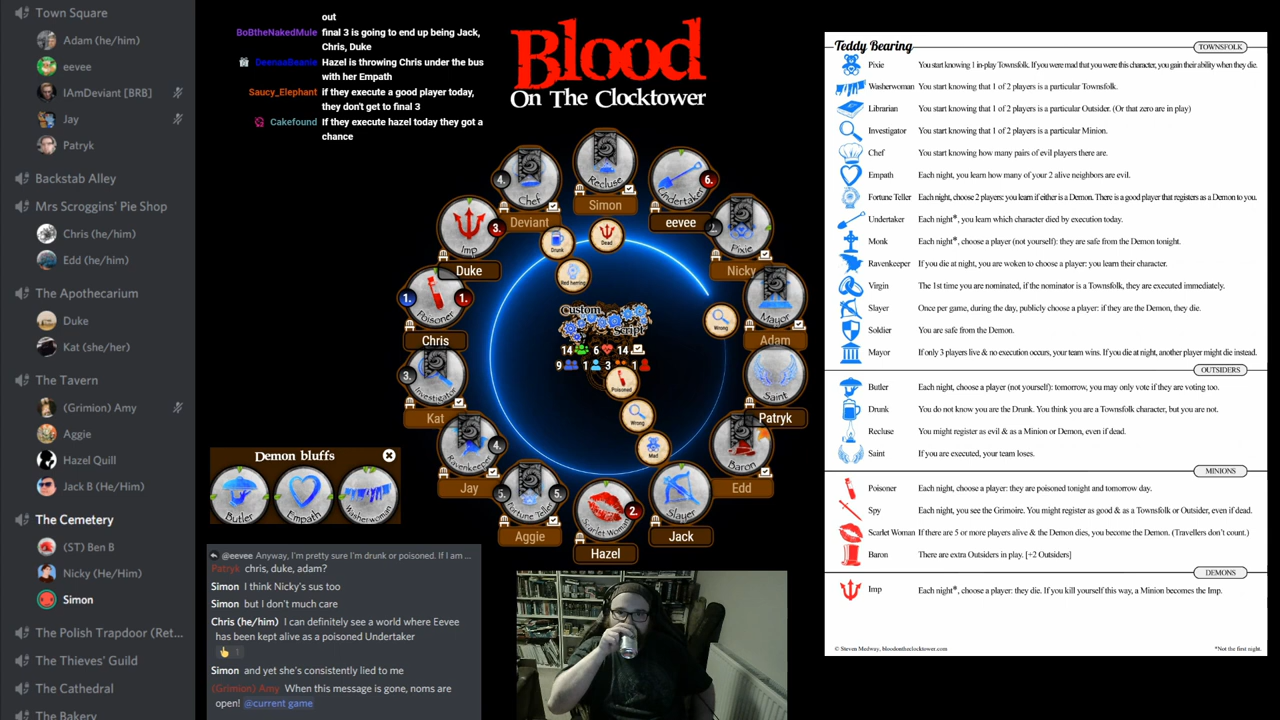 Town Square
Adam (he/him)
eevee
IAmDeviant [BRB]
Jay
Patryk
Backstab Alley
Mrs Scroggins' Pie Shop
Chris (he/him)
Edd (he/him)
The Apothecarium
Duke
Kat (she/her)
The Tavern
(Grimion) Amy
Aggie
Hazel Quill
Jack B (He/Him)
The Cemetery
(ST) Ben B
Nicky (He/Him)
Simon
The Polish Trapdoor (Ret...
The Thieves' Guild
The Cathedral
The Bakery
out
BoBtheNakedMule final 3 is going to end up being Jack,
Chris, Duke
DeenaaBeanie Hazel is throwing Chris under the bus
with her Empath
Saucy_Elephant if they execute a good player today,
they don't get to final 3
Cakefound If they execute hazel today they got a
chance
Blood
On The Clocktower
Recluse
Simon
Undertaker
6.
eevee
Pixie
2.
Nicky
Mayor
Adam
Saint
Patryk
Baron
Edd
Slayer
Jack
Scarlet Woman
2.
Hazel
Fortune Teller
5.
5.
Aggie
Ravenkeeper
4.
Jay
Investigator
3.
Kat
Poisoner
1.
1.
Chris
Imp
3.
Duke
Chef
4.
Deviant
Drunk
Dead
Red herring
Wrong
Custom
Script
14 6 14
9 1 3 1
Poisoned
Wrong
Mad
Demon bluffs
Butler
Empath
Washerwoman
@eevee Anyway, I'm pretty sure I'm drunk or poisoned. If I am ...
Patryk chris, duke, adam?
Simon I think Nicky's sus too
Simon but I don't much care
Chris (he/him) I can definitely see a world where Eevee
has been kept alive as a poisoned Undertaker
1
Simon and yet she's consistently lied to me
(Grimion) Amy When this message is gone, noms are
open! @current game
Teddy Bearing
TOWNSFOLK
Pixie You start knowing 1 in-play Townsfolk. If you were mad that you were this character, you gain their ability when they die.
Washerwoman You start knowing that 1 of 2 players is a particular Townsfolk.
Librarian You start knowing that 1 of 2 players is a particular Outsider. (Or that zero are in play)
Investigator You start knowing that 1 of 2 players is a particular Minion.
Chef You start knowing how many pairs of evil players there are.
Empath Each night, you learn how many of your 2 alive neighbors are evil.
Fortune Teller Each night, choose 2 players: you learn if either is a Demon. There is a good player that registers as a Demon to you.
Undertaker Each night*, you learn which character died by execution today.
Monk Each night*, choose a player (not yourself): they are safe from the Demon tonight.
Ravenkeeper If you die at night, you are woken to choose a player: you learn their character.
Virgin The 1st time you are nominated, if the nominator is a Townsfolk, they are executed immediately.
Slayer Once per game, during the day, publicly choose a player: if they are the Demon, they die.
Soldier You are safe from the Demon.
Mayor If only 3 players live & no execution occurs, your team wins. If you die at night, another player might die instead.
OUTSIDERS
Butler Each night, choose a player (not yourself): tomorrow, you may only vote if they are voting too.
Drunk You do not know you are the Drunk. You think you are a Townsfolk character, but you are not.
Recluse You might register as evil & as a Minion or Demon, even if dead.
Saint If you are executed, your team loses.
MINIONS
Poisoner Each night, choose a player: they are poisoned tonight and tomorrow day.
Spy Each night, you see the Grimoire. You might register as good & as a Townsfolk or Outsider, even if dead.
Scarlet Woman If there are 5 or more players alive & the Demon dies, you become the Demon. (Travellers don't count.)
Baron There are extra Outsiders in play. [+2 Outsiders]
DEMONS
Imp Each night*, choose a player: they die. If you kill yourself this way, a Minion becomes the Imp.
© Steven Medway, bloodontheclocktower.com
*Not the first night.